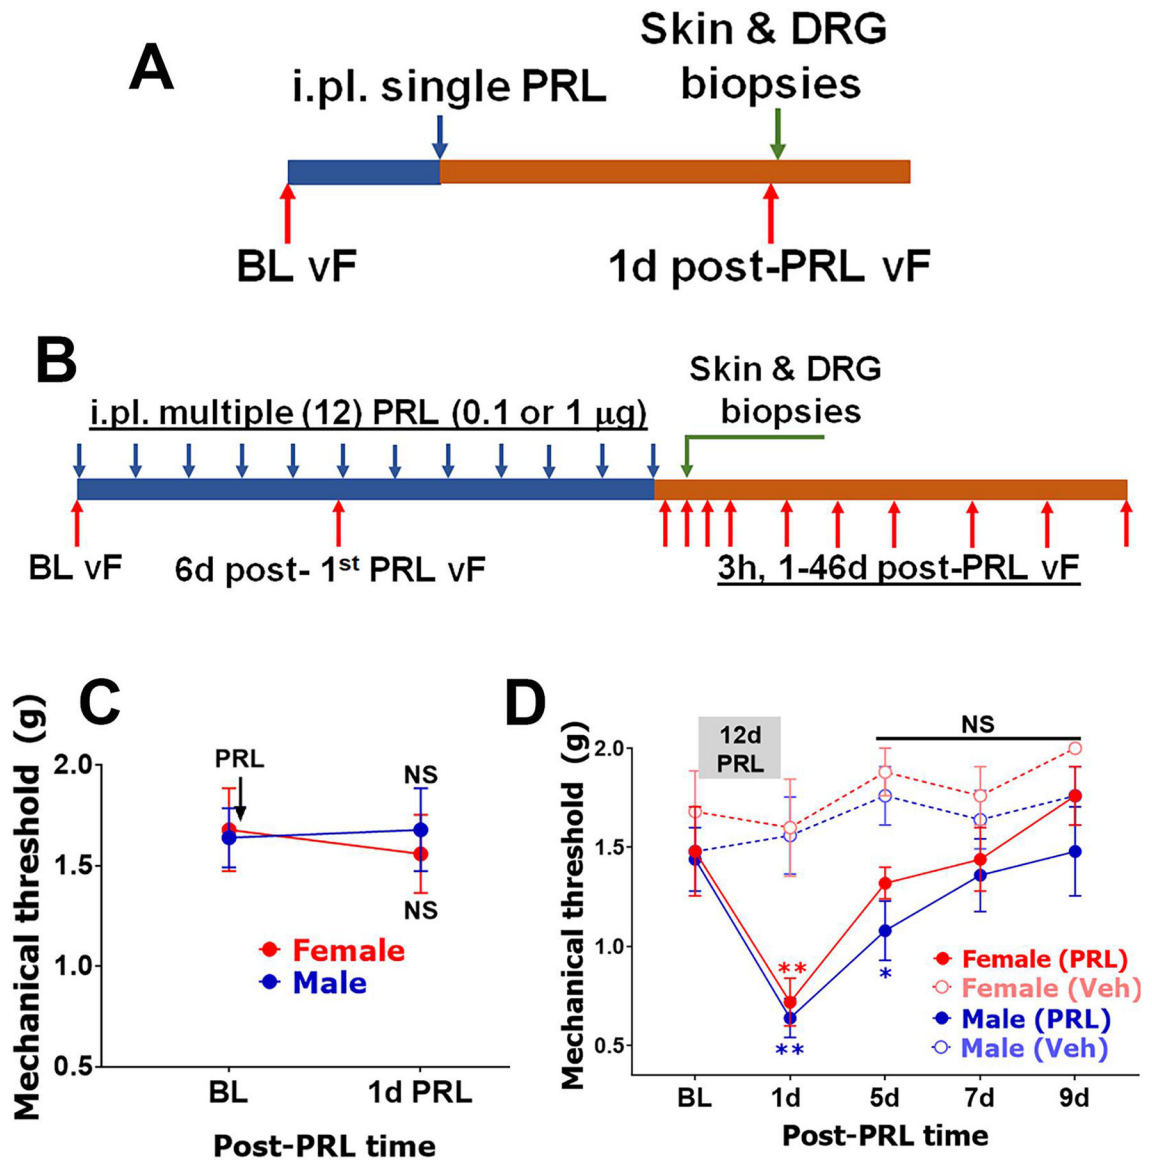 A
i.pl. single PRL
Skin & DRG
biopsies
BL vF
1d post-PRL vF
B
i.pl. multiple (12) PRL (0.1 or 1 μg)
Skin & DRG
biopsies
BL vF
6d post- 1st PRL vF
3h, 1-46d post-PRL vF
C
Mechanical threshold (g)
2.0
1.5
1.0
0.5
PRL
NS
NS
Female
Male
BL
1d PRL
Post-PRL time
D
Mechanical threshold (g)
2.0
1.5
1.0
0.5
12d
PRL
NS
**
**
*
Female (PRL)
Female (Veh)
Male (PRL)
Male (Veh)
BL
1d
5d
7d
9d
Post-PRL time